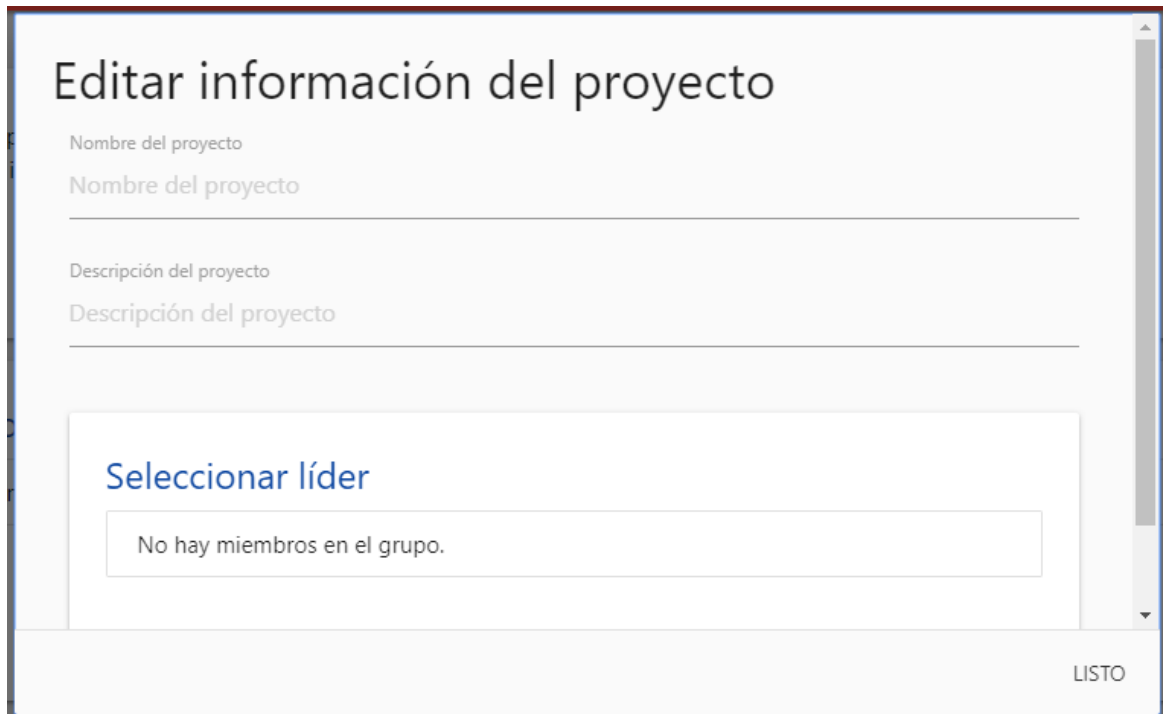 Editar información del proyecto
Nombre del proyecto
Nombre del proyecto
Descripción del proyecto
Descripción del proyecto
Seleccionar líder
No hay miembros en el grupo.
LISTO